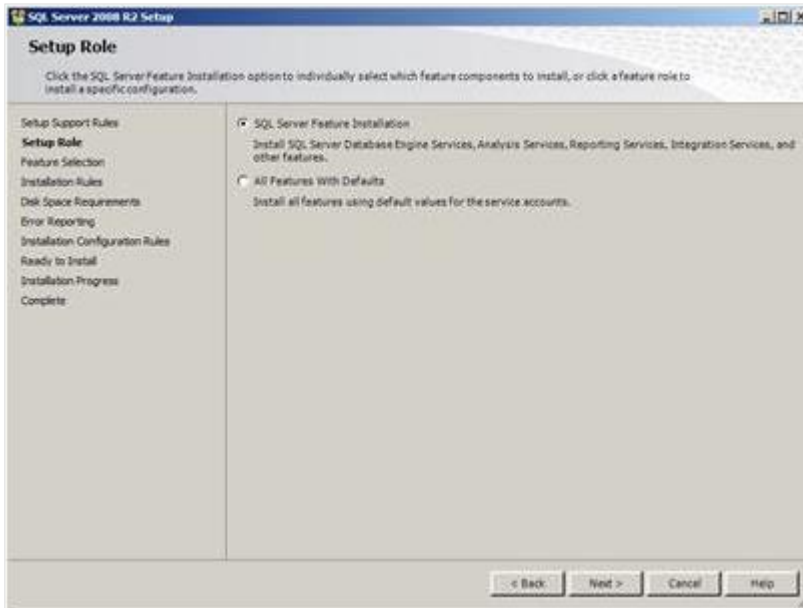 SQL Server 2008 R2 Setup
Setup Role
Click the SQL Server Feature Installation option to individually select which feature components to install, or click a feature role to
install a specific configuration.
Setup Support Rules
Setup Role
Feature Selection
Installation Rules
Disk Space Requirements
Error Reporting
Installation Configuration Rules
Ready to Install
Installation Progress
Complete
SQL Server Feature Installation
Install SQL Server Database Engine Services, Analysis Services, Reporting Services, Integration Services, and
other features.
All Features With Defaults
Install all features using default values for the service accounts.
< Back
Next >
Cancel
Help